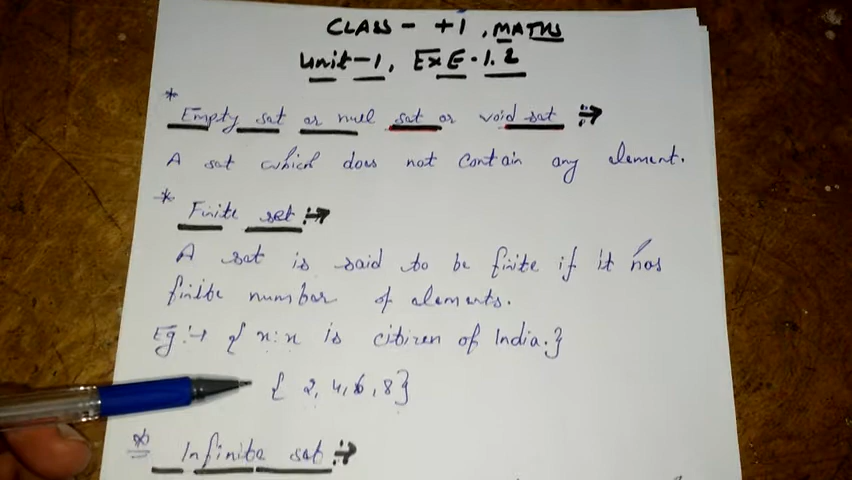 CLASS - +1, MATHS
Unit-1, Ex E. 1.2
* Empty set or null set or void set :→
A set which does not contain any element.
* Finite set :→
A set is said to be finite if it has
finite number of elements.
Eg :→ { x : x is citizen of India. }
{ 2, 4, 6, 8 }
* Infinite set :→